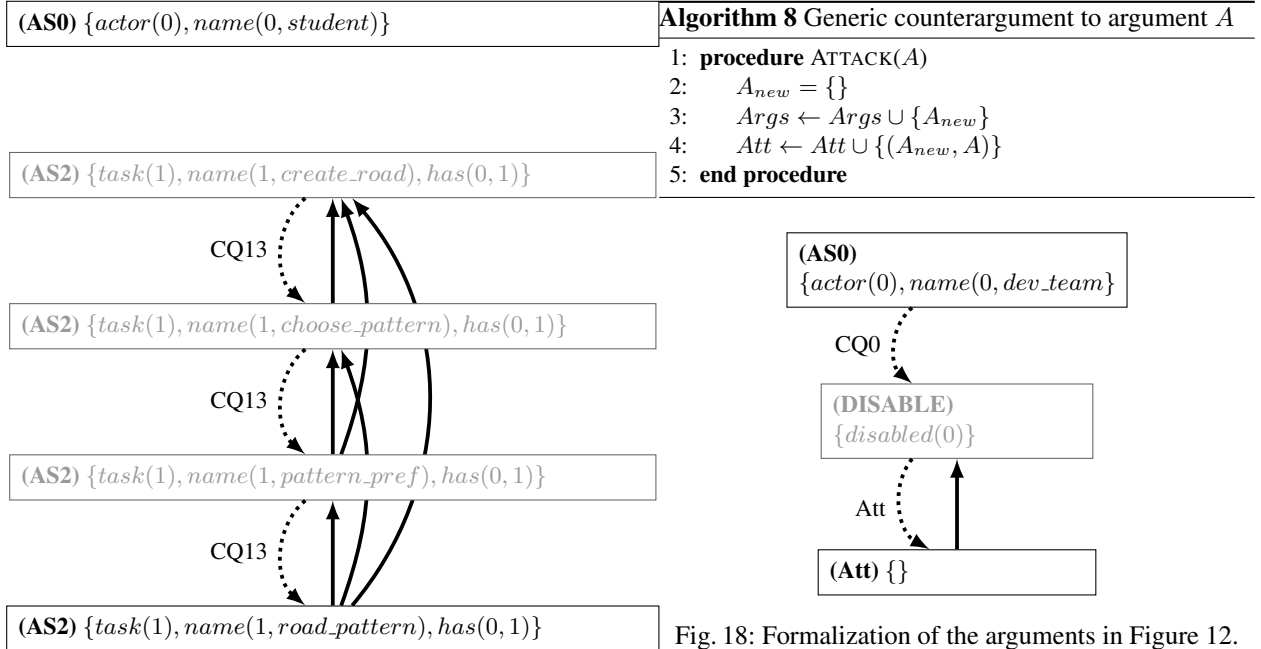 (AS0) {actor(0), name(0, student)}
(AS2) {task(1), name(1, create_road), has(0, 1)}
CQ13
(AS2) {task(1), name(1, choose_pattern), has(0, 1)}
CQ13
(AS2) {task(1), name(1, pattern_pref), has(0, 1)}
CQ13
(AS2) {task(1), name(1, road_pattern), has(0, 1)}
Algorithm 8 Generic counterargument to argument A
1: procedure ATTACK(A)
2: A_new = {}
3: Args ← Args ∪ {A_new}
4: Att ← Att ∪ {(A_new, A)}
5: end procedure
(AS0)
{actor(0), name(0, dev_team}
CQ0
(DISABLE)
{disabled(0)}
Att
(Att) {}
Fig. 18: Formalization of the arguments in Figure 12.